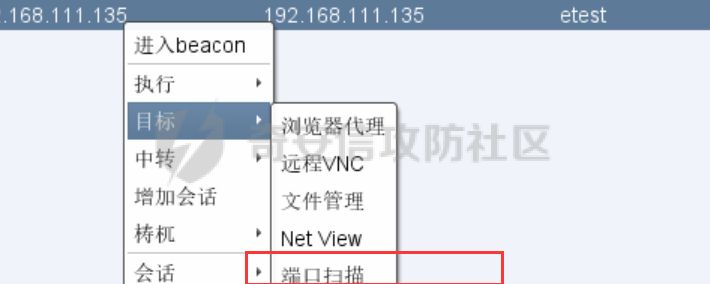 .168.111.135 192.168.111.135 etest
进入beacon
执行
目标
浏览器代理
中转
远程VNC
增加会话
文件管理
梼杌
Net View
会话
端口扫描
奇安信攻防社区